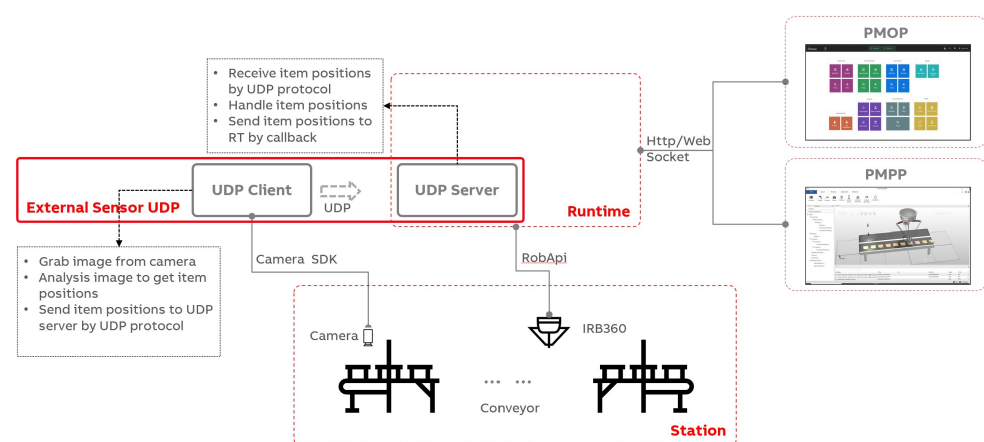 PMOP
• Receive item positions
by UDP protocol
• Handle item positions
• Send item positions to
RT by callback
Http/Web
Socket
PMPP
UDP Client
UDP
UDP Server
External Sensor UDP
Runtime
• Grab image from camera
• Analysis image to get item
positions
• Send item positions to UDP
server by UDP protocol
Camera SDK
RobApi
Camera
IRB360
... ...
Conveyor
Station